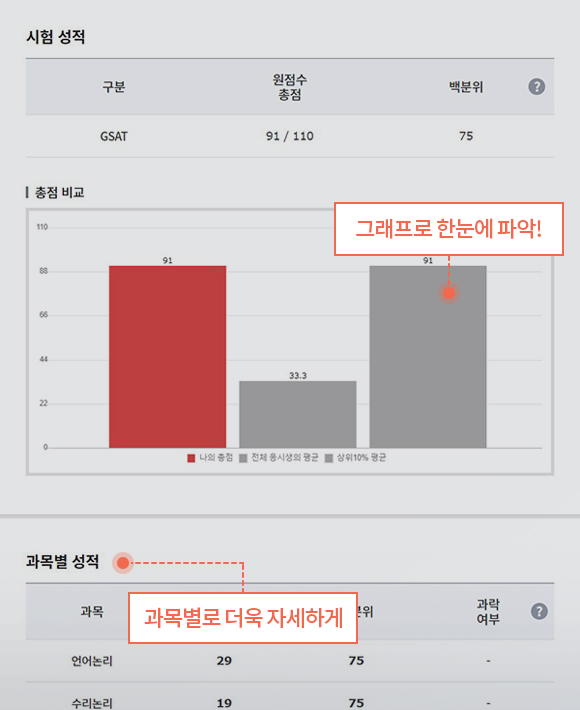 시험 성적
구분 원점수 총점 백분위 ?
GSAT 91 / 110 75
총점 비교
그래프로 한눈에 파악!
110
88
66
44
22
0
91
33.3
91
나의 총점 전체 응시생의 평균 상위10% 평균
과목별 성적
과목별로 더욱 자세하게
과목 분위 과락 여부 ?
언어논리 29 75 -
수리논리 19 75 -